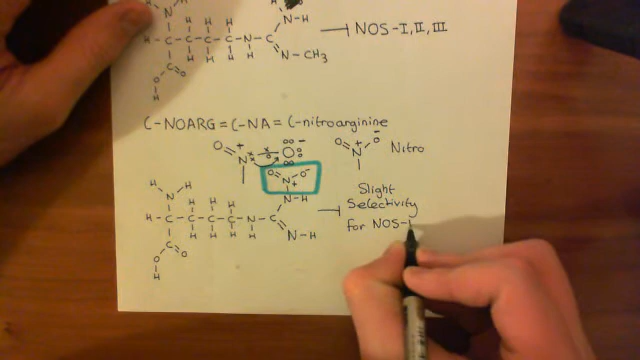 N-H
NOS-I, II, III
N-CH₃
H-C-C-C-C-N-C
H H H H
C=O
O
H
L-NOARG = L-NA = L-nitroarginine
O=N⁺ O⁻
O=N⁺-O⁻ Nitro
O=N⁺-O⁻
H H
N
N-H
H-C-C-C-C-N-C
H H H H
N-H
C=O
O
H
Slight
Selectivity
for NOS-I